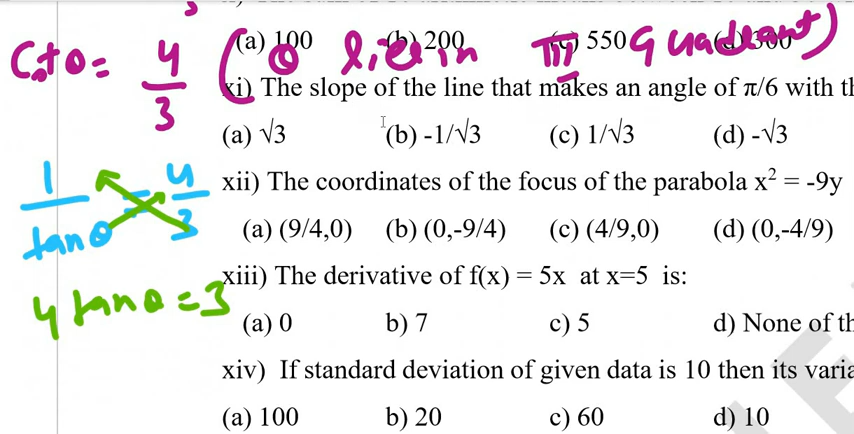 (a) 100 (b) 200 (c) 550 (d) 300
Cotθ = 4/3 (θ lies in III Quadrant)
xi) The slope of the line that makes an angle of π/6 with th
(a) √3 (b) -1/√3 (c) 1/√3 (d) -√3
1/tanθ = 4/3
xii) The coordinates of the focus of the parabola x² = -9y
(a) (9/4,0) (b) (0,-9/4) (c) (4/9,0) (d) (0,-4/9)
xiii) The derivative of f(x) = 5x at x=5 is:
4 tanθ = 3
(a) 0 b) 7 c) 5 d) None of th
xiv) If standard deviation of given data is 10 then its varia
(a) 100 b) 20 c) 60 d) 10